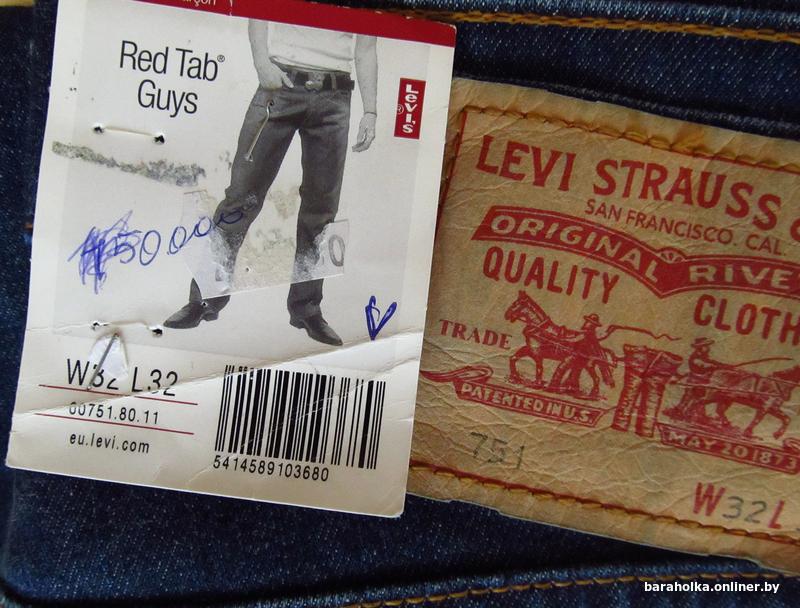 Red Tab®
Guys
Levi's®
50000
W32 L32
00751.80.11
eu.levi.com
5414589103680
LEVI STRAUSS &
SAN FRANCISCO, CAL.
ORIGINAL RIVE
QUALITY CLOTH
TRADE
PATENTED IN U.S.
MAY 20 1873
751
W32L
baraholka.onliner.by